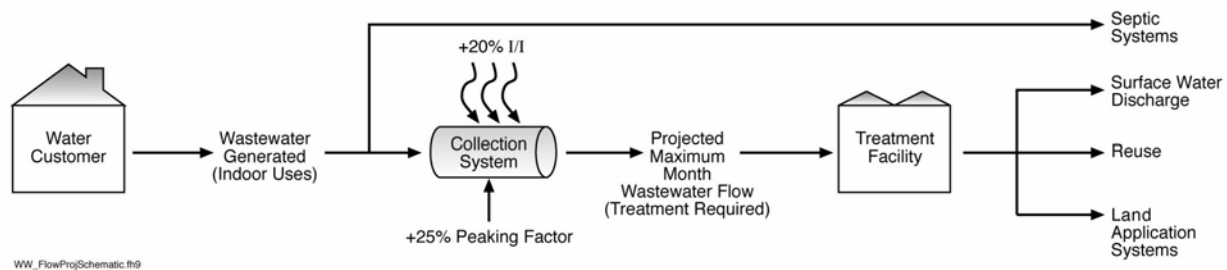 Water
Customer
Wastewater
Generated
(Indoor Uses)
+20% I/I
Collection
System
+25% Peaking Factor
Projected
Maximum
Month
Wastewater Flow
(Treatment Required)
Treatment
Facility
Septic
Systems
Surface Water
Discharge
Reuse
Land
Application
Systems
WW_FlowProjSchematic.fh9